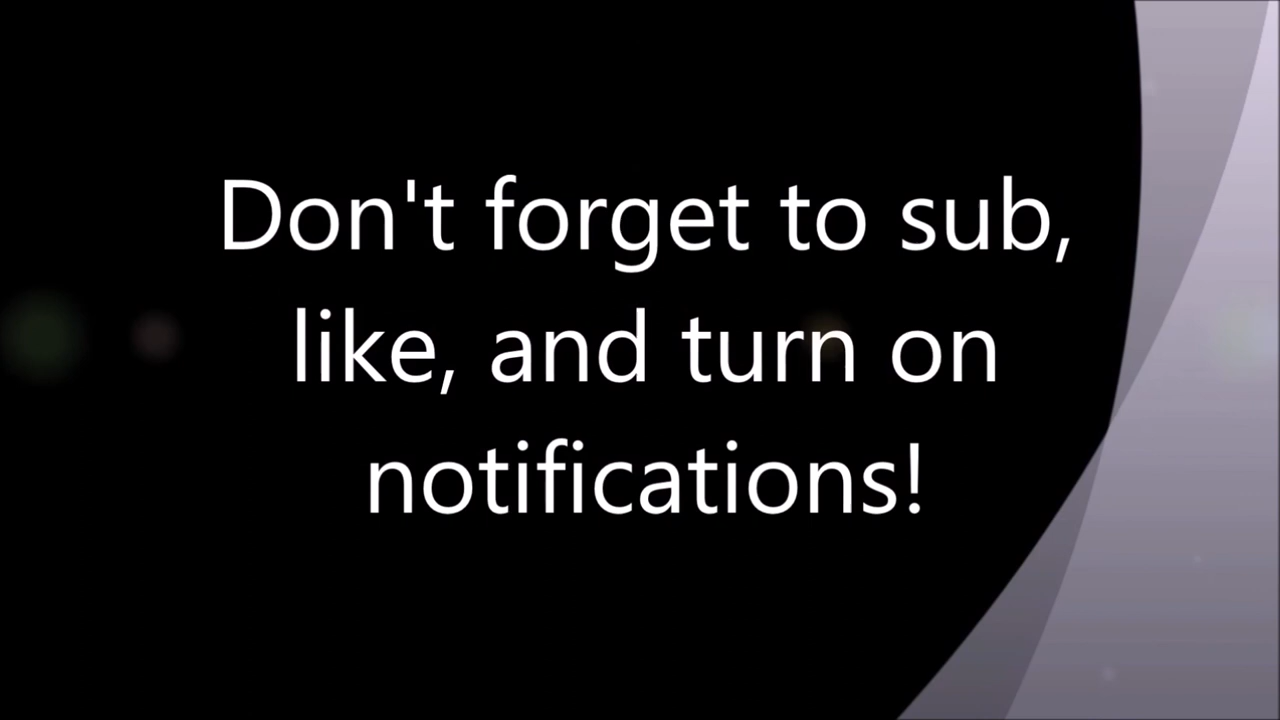 Don't forget to sub,
like, and turn on
notifications!